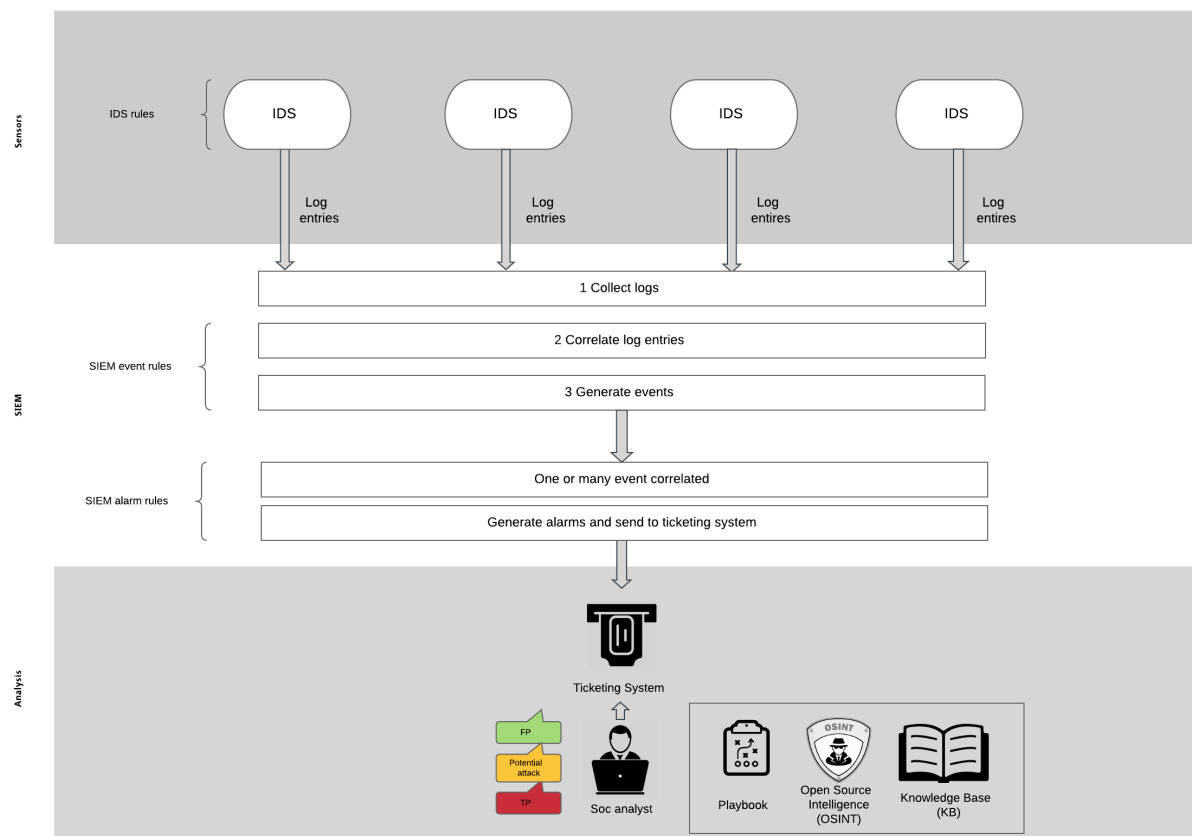 Sensors
IDS rules
IDS
IDS
IDS
IDS
Log
entries
Log
entries
Log
entires
Log
entires
SIEM
1 Collect logs
SIEM event rules
2 Correlate log entries
3 Generate events
SIEM alarm rules
One or many event correlated
Generate alarms and send to ticketing system
Analysis
Ticketing System
FP
Potential
attack
TP
Soc analyst
Playbook
OSINT
Open Source
Intelligence
(OSINT)
Knowledge Base
(KB)